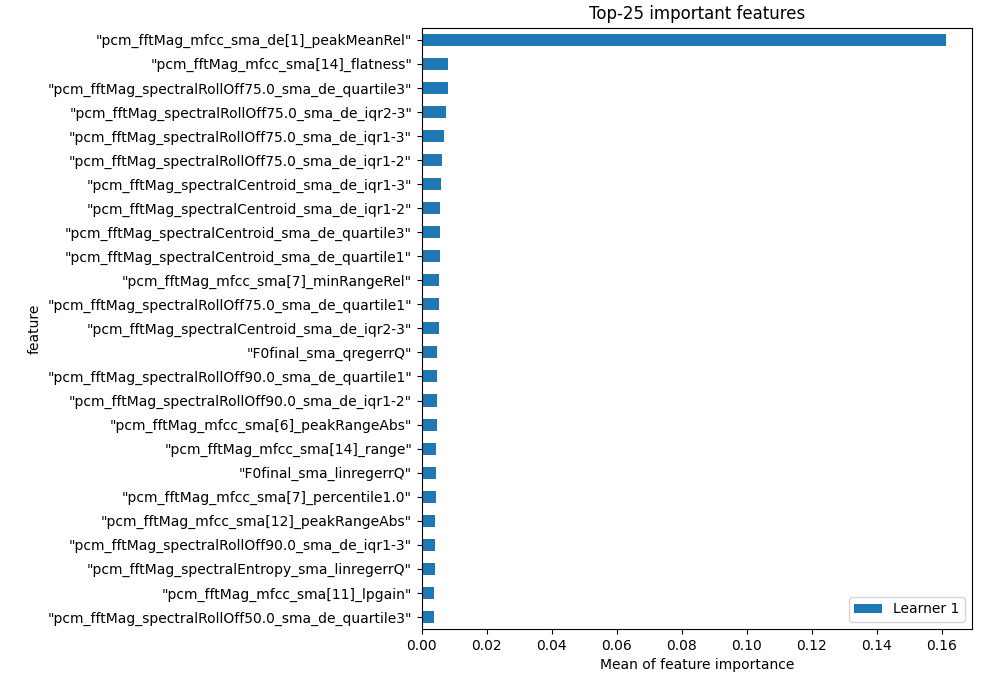 Top-25 important features
"pcm_fftMag_mfcc_sma_de[1]_peakMeanRel"
"pcm_fftMag_mfcc_sma[14]_flatness"
"pcm_fftMag_spectralRollOff75.0_sma_de_quartile3"
"pcm_fftMag_spectralRollOff75.0_sma_de_iqr2-3"
"pcm_fftMag_spectralRollOff75.0_sma_de_iqr1-3"
"pcm_fftMag_spectralRollOff75.0_sma_de_iqr1-2"
"pcm_fftMag_spectralCentroid_sma_de_iqr1-3"
"pcm_fftMag_spectralCentroid_sma_de_iqr1-2"
"pcm_fftMag_spectralCentroid_sma_de_quartile3"
"pcm_fftMag_spectralCentroid_sma_de_quartile1"
"pcm_fftMag_mfcc_sma[7]_minRangeRel"
"pcm_fftMag_spectralRollOff75.0_sma_de_quartile1"
"pcm_fftMag_spectralCentroid_sma_de_iqr2-3"
"F0final_sma_qregerrQ"
"pcm_fftMag_spectralRollOff90.0_sma_de_quartile1"
"pcm_fftMag_spectralRollOff90.0_sma_de_iqr1-2"
"pcm_fftMag_mfcc_sma[6]_peakRangeAbs"
"pcm_fftMag_mfcc_sma[14]_range"
"F0final_sma_linregerrQ"
"pcm_fftMag_mfcc_sma[7]_percentile1.0"
"pcm_fftMag_mfcc_sma[12]_peakRangeAbs"
"pcm_fftMag_spectralRollOff90.0_sma_de_iqr1-3"
"pcm_fftMag_spectralEntropy_sma_linregerrQ"
"pcm_fftMag_mfcc_sma[11]_lpgain"
"pcm_fftMag_spectralRollOff50.0_sma_de_quartile3"
feature
Learner 1
0.00 0.02 0.04 0.06 0.08 0.10 0.12 0.14 0.16
Mean of feature importance